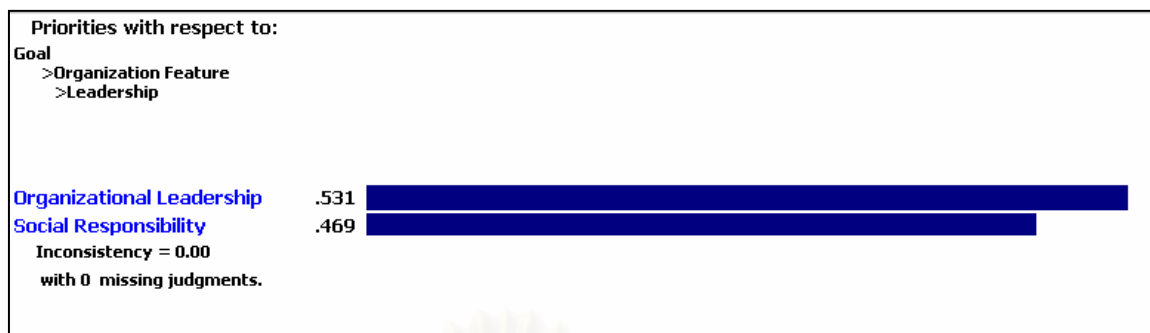 Priorities with respect to:
Goal
>Organization Feature
>Leadership
Organizational Leadership .531
Social Responsibility .469
Inconsistency = 0.00
with 0 missing judgments.